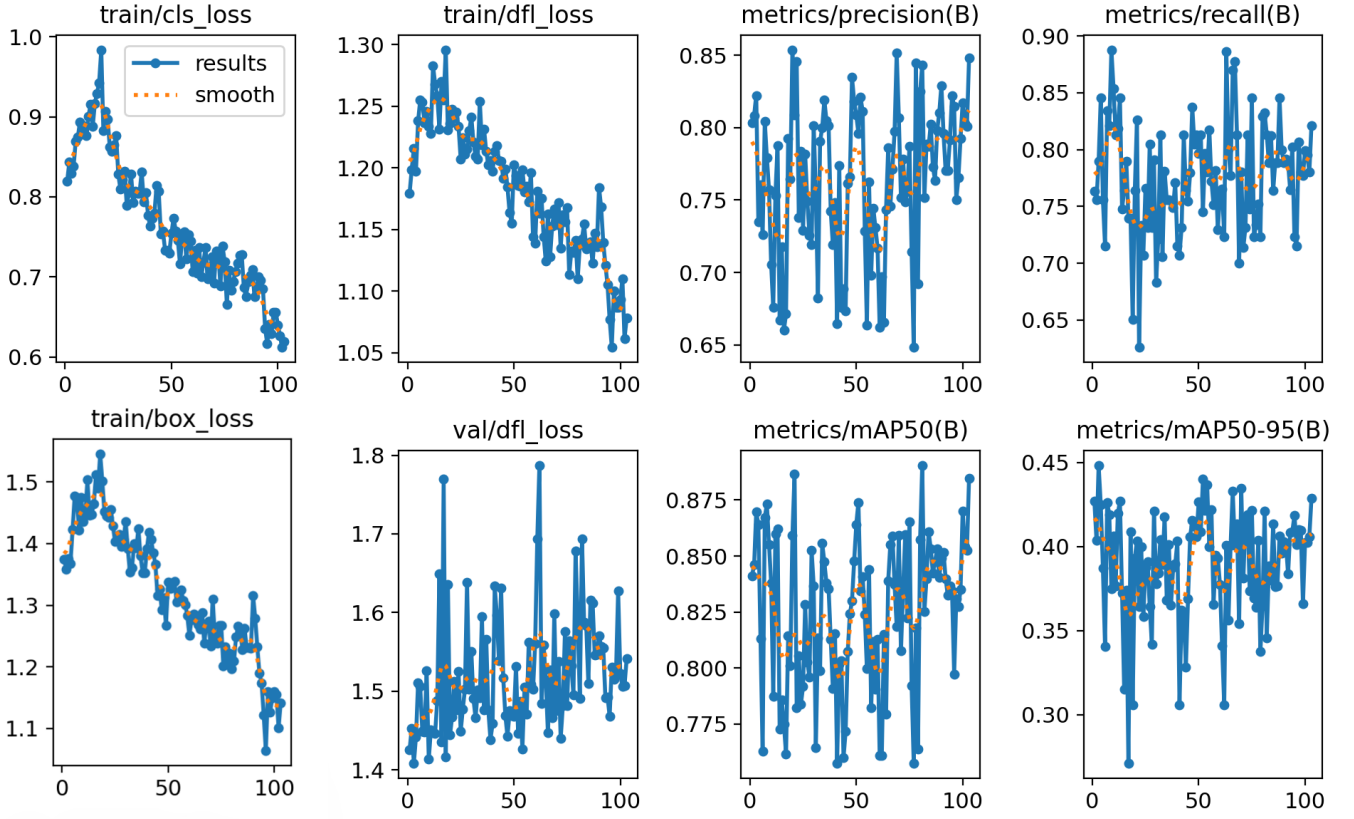 train/cls_loss
1.0
0.9
0.8
0.7
0.6
0 50 100
results
smooth
train/dfl_loss
1.30
1.25
1.20
1.15
1.10
1.05
0 50 100
metrics/precision(B)
0.85
0.80
0.75
0.70
0.65
0 50 100
metrics/recall(B)
0.90
0.85
0.80
0.75
0.70
0.65
0 50 100
train/box_loss
1.5
1.4
1.3
1.2
1.1
0 50 100
val/dfl_loss
1.8
1.7
1.6
1.5
1.4
0 50 100
metrics/mAP50(B)
0.875
0.850
0.825
0.800
0.775
0 50 100
metrics/mAP50-95(B)
0.45
0.40
0.35
0.30
0 50 100